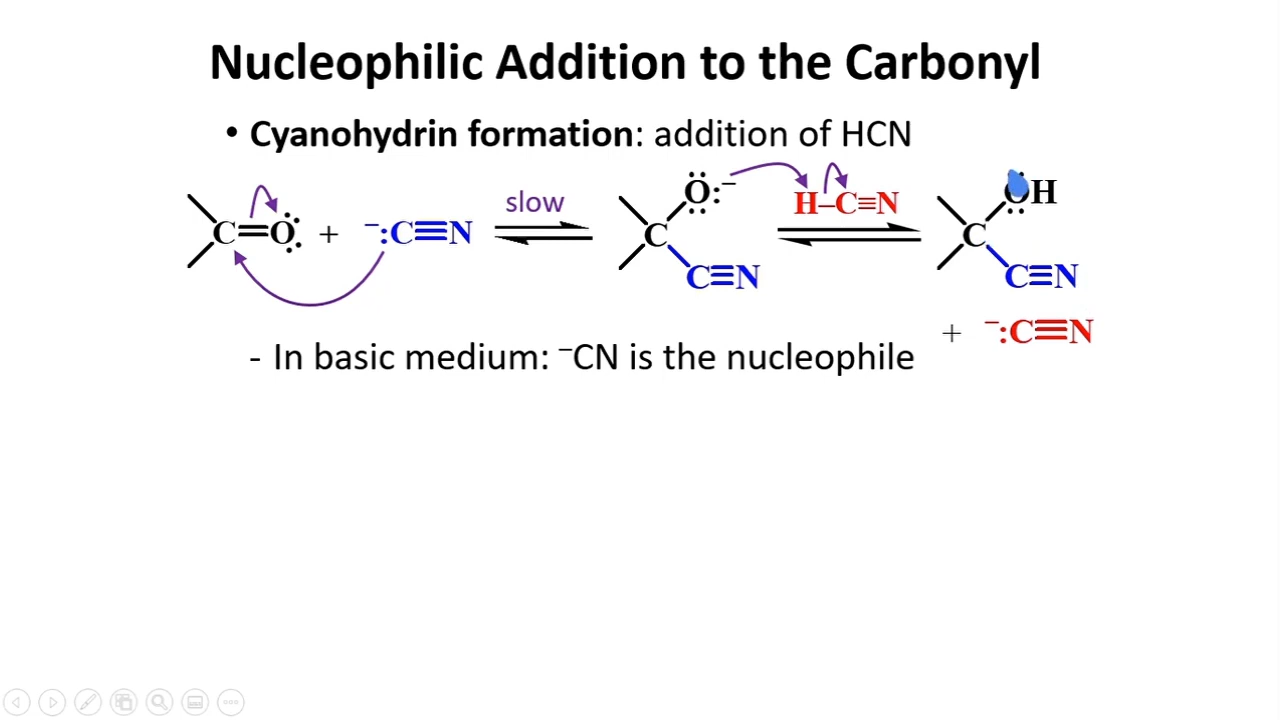 Nucleophilic Addition to the Carbonyl
• Cyanohydrin formation: addition of HCN
C=O: + ⁻:C≡N slow C O:⁻ C≡N H–C≡N C OH C≡N
+ ⁻:C≡N
- In basic medium: ⁻CN is the nucleophile